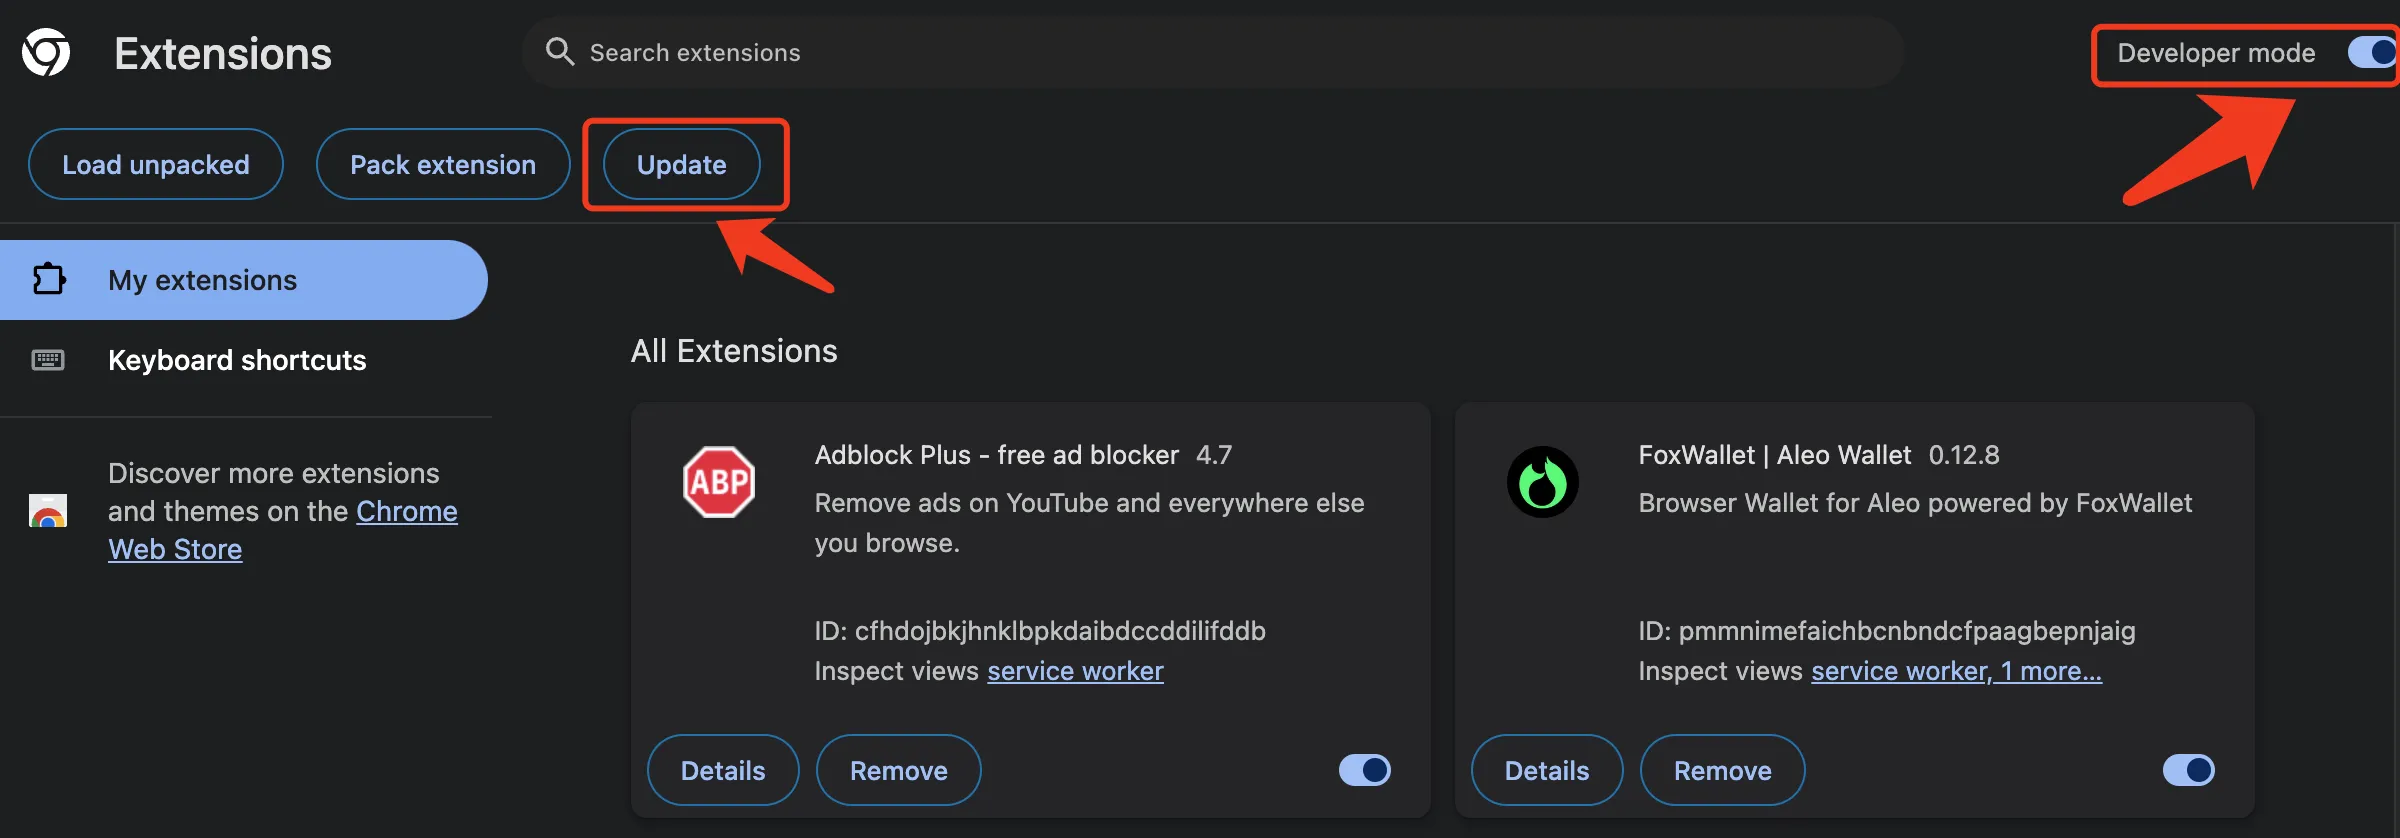 Extensions
Search extensions
Developer mode
Load unpacked
Pack extension
Update
My extensions
Keyboard shortcuts
Discover more extensions
and themes on the Chrome
Web Store
All Extensions
ABP
Adblock Plus - free ad blocker 4.7
Remove ads on YouTube and everywhere else
you browse.
ID: cfhdojbkjhnklbpkdaibdccddilifddb
Inspect views service worker
Details
Remove
FoxWallet | Aleo Wallet 0.12.8
Browser Wallet for Aleo powered by FoxWallet
ID: pmmnimefaichbcnbndcfpaagbepnjaig
Inspect views service worker, 1 more...
Details
Remove